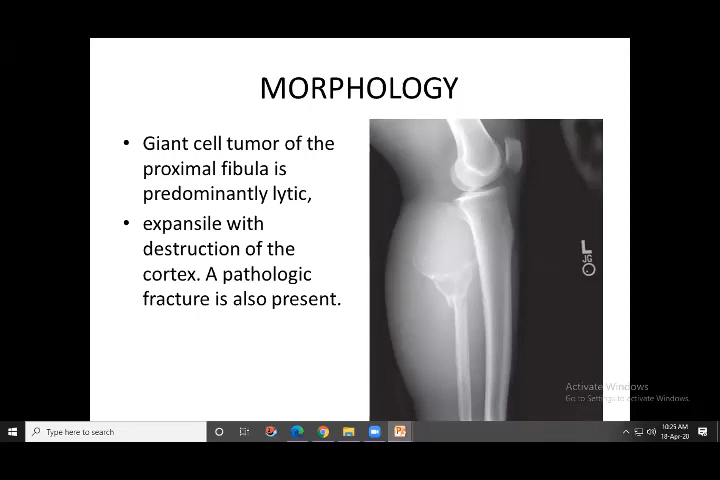 MORPHOLOGY
• Giant cell tumor of the
proximal fibula is
predominantly lytic,
• expansile with
destruction of the
cortex. A pathologic
fracture is also present.
L
JG
Activate Windows
Go to Settings to activate Windows.
Type here to search
10:25 AM
18-Apr-20